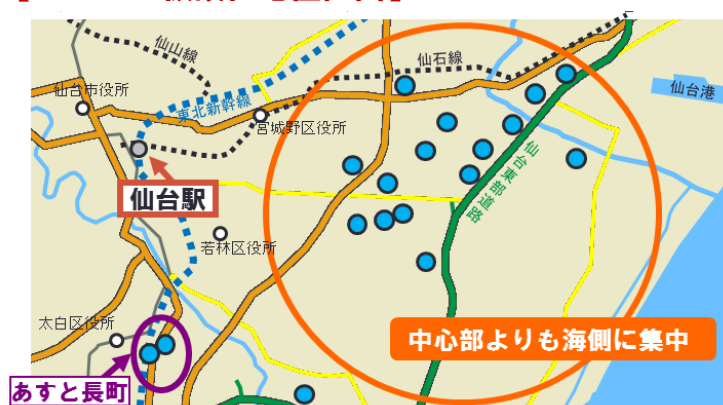 仙山線
仙石線
仙台市役所
東北新幹線
宮城野区役所
仙台港
仙台駅
仙台東部道路
若林区役所
太白区役所
中心部よりも海側に集中
あすと長町